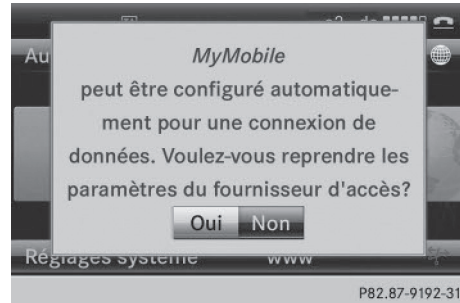 Au
MyMobile
peut être configuré automatique-
ment pour une connexion de
données. Voulez-vous reprendre les
paramètres du fournisseur d'accès?
Oui Non
Réglages système www
P82.87-9192-31